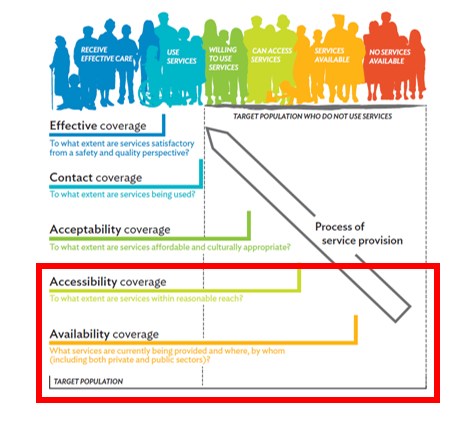 RECEIVE
EFFECTIVE CARE
USE
SERVICES
WILLING
TO USE
SERVICES
CAN ACCESS
SERVICES
SERVICES
AVAILABLE
NO SERVICES
AVAILABLE
TARGET POPULATION WHO DO NOT USE SERVICES
Effective coverage
To what extent are services satisfactory
from a safety and quality perspective?
Contact coverage
To what extent are services being used?
Acceptability coverage
To what extent are services affordable and culturally appropriate?
Process of
service provision
Accessibility coverage
To what extent are services within reasonable reach?
Availability coverage
What services are currently being provided and where, by whom
(including both private and public sectors)?
TARGET POPULATION